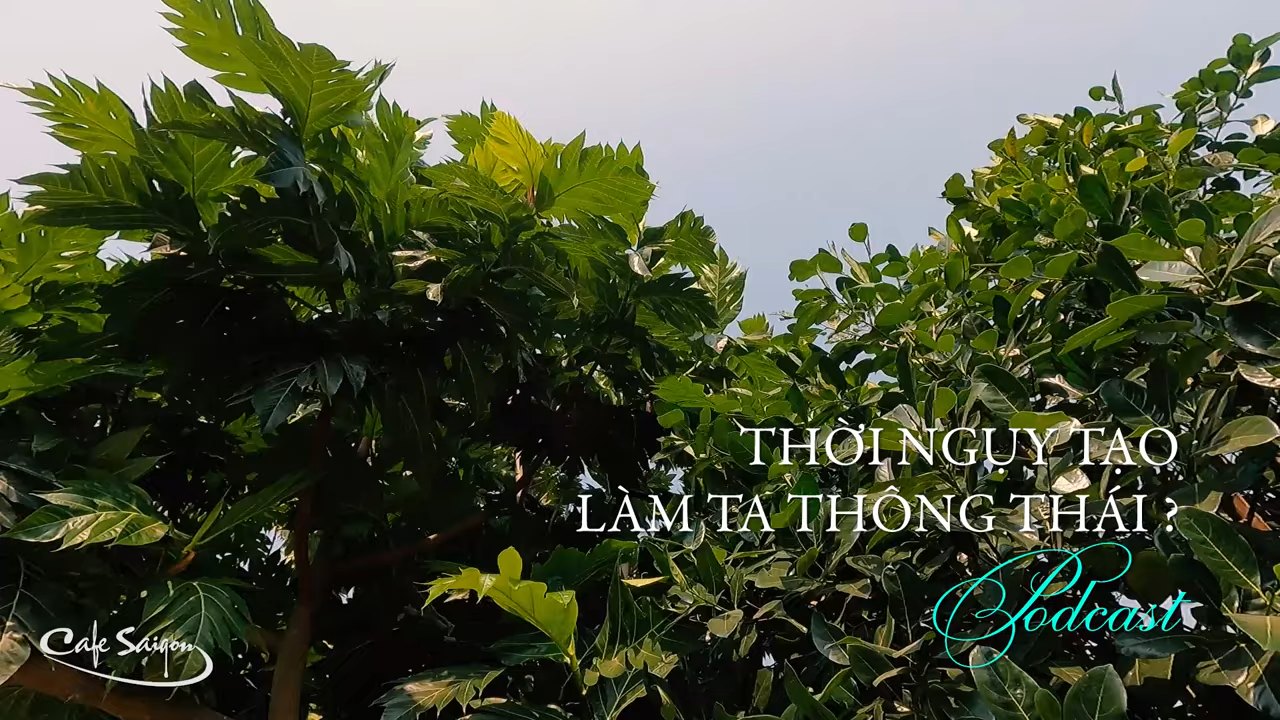 THỜI NGỤY TẠO
LÀM TA THÔNG THÁI ?
Podcast
Cafe Saigon